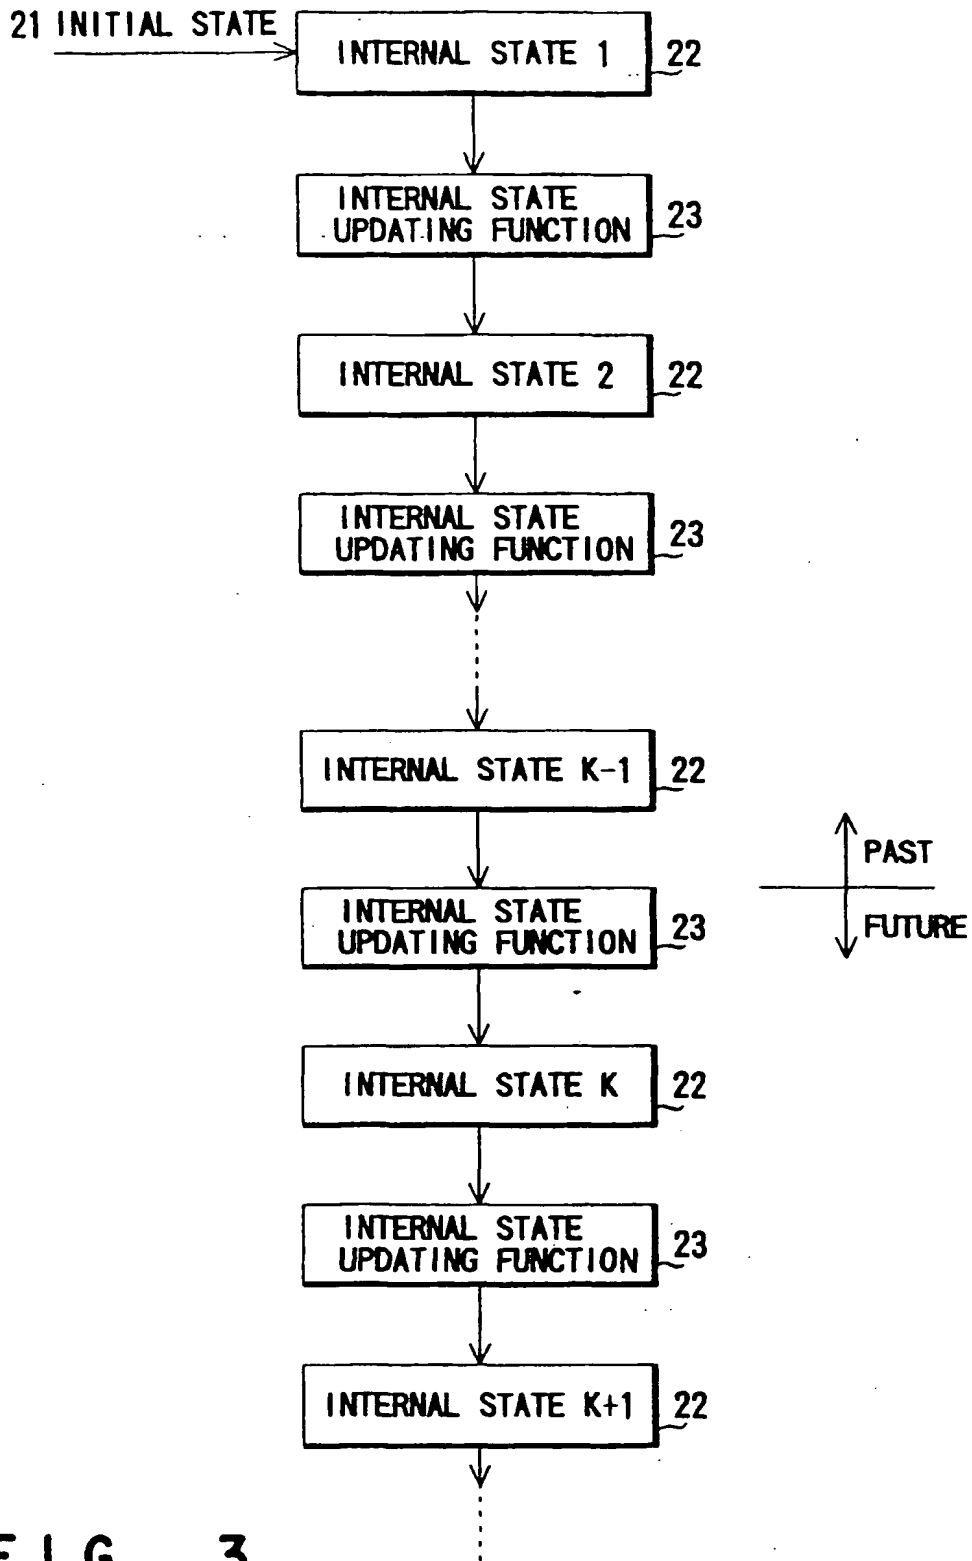 21 INITIAL STATE
INTERNAL STATE 1 22
INTERNAL STATE
UPDATING FUNCTION 23
INTERNAL STATE 2 22
INTERNAL STATE
UPDATING FUNCTION 23
INTERNAL STATE K-1 22
PAST
FUTURE
INTERNAL STATE
UPDATING FUNCTION 23
INTERNAL STATE K 22
INTERNAL STATE
UPDATING FUNCTION 23
INTERNAL STATE K+1 22
FIG. 3